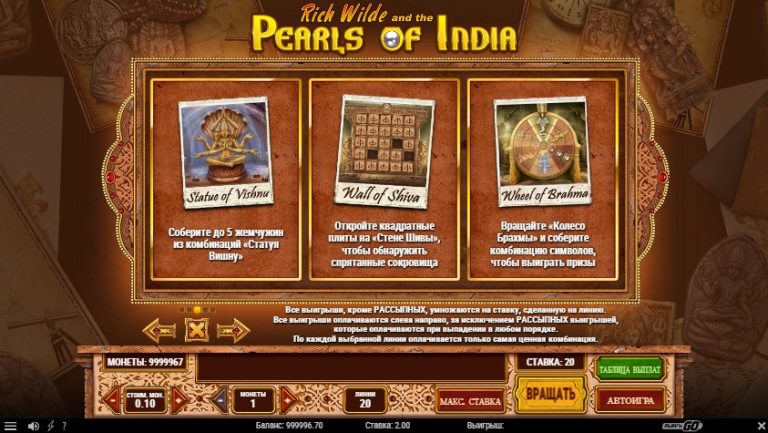 Rich Wilde and the
PEARLS OF INDIA
Statue of Vishnu
Соберите до 5 жемчужин
из комбинаций «Статуя
Вишну»
Wall of Shiva
Откройте квадратные
плиты на «Стене Шивы»,
чтобы обнаружить
спрятанные сокровища
Wheel of Brahma
Вращайте «Колесо
Брахмы» и соберите
комбинацию символов,
чтобы выиграть призы
Все выигрыши, кроме РАССЫПНЫХ, умножаются на ставку, сделанную на линию.
Все выигрыши оплачиваются слева направо, за исключением РАССЫПНЫХ выигрышей,
которые оплачиваются при выпадении в любом порядке.
По каждой выбранной линии оплачивается только самая ценная комбинация.
МОНЕТЫ: 9999967
СТАВКА: 20
ТАБЛИЦА ВЫПЛАТ
СТОИМ. МОН.
0.10
МОНЕТЫ
1
ЛИНИИ
20
МАКС. СТАВКА
ВРАЩАТЬ
АВТОИГРА
? Баланс: 999996.70 Ставка: 2.00 Выигрыш: PLAY'N GO